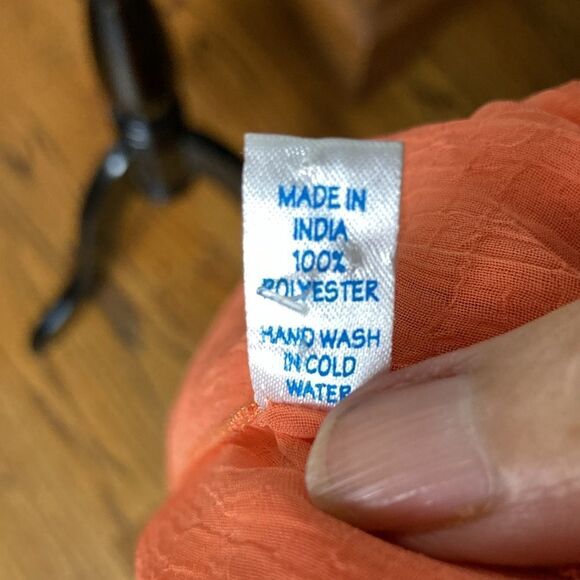 MADE IN
INDIA
100%
POLYESTER
HAND WASH
IN COLD
WATER